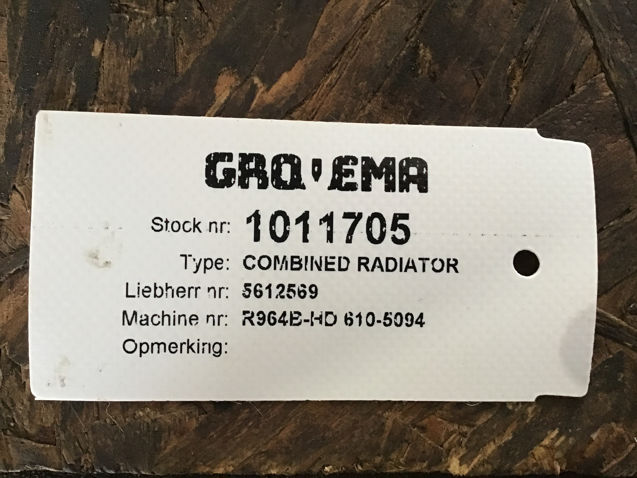 GRO'EMA
Stock nr: 1011705
Type: COMBINED RADIATOR
Liebherr nr: 5612569
Machine nr: R964B-HD 610-5094
Opmerking: